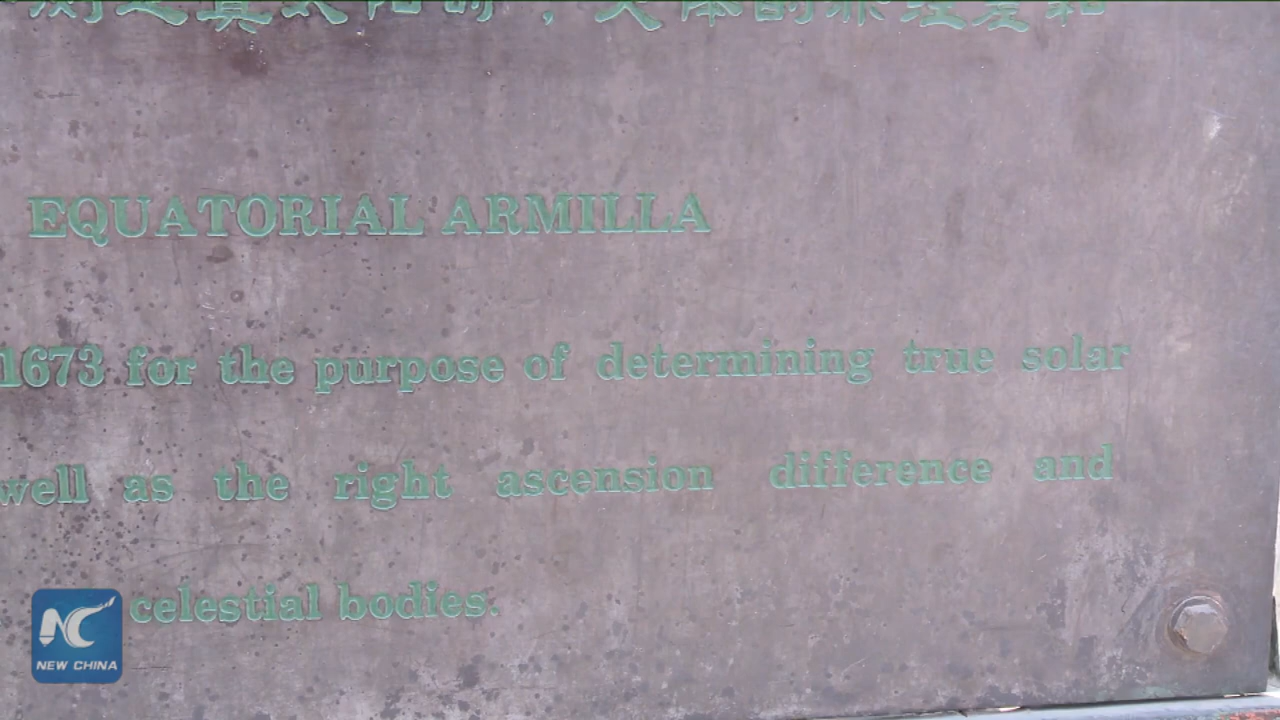 EQUATORIAL ARMILLA
1673 for the purpose of determining true solar
well as the right ascension difference and
celestial bodies.
NC
NEW CHINA